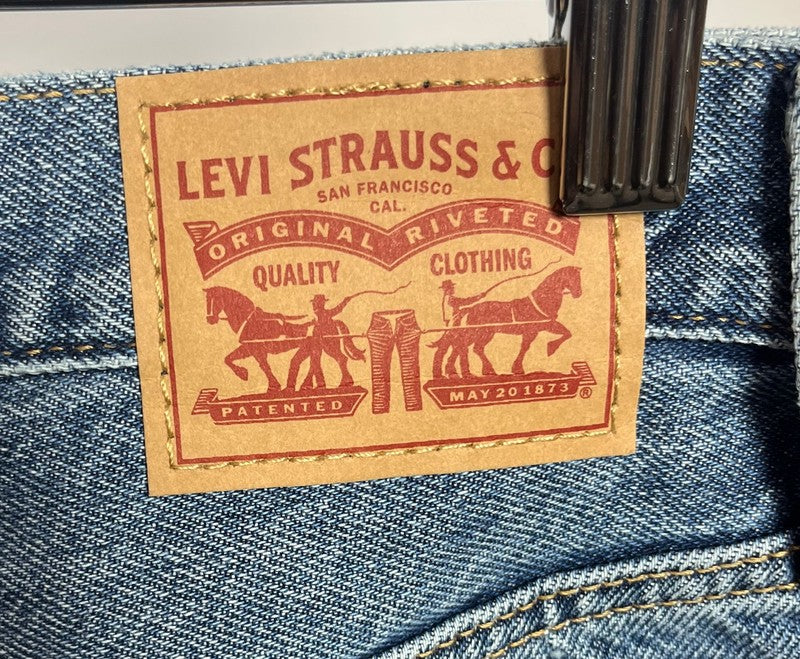 LEVI STRAUSS & C
SAN FRANCISCO
CAL.
ORIGINAL RIVETED
QUALITY CLOTHING
PATENTED MAY 20 1873 ®